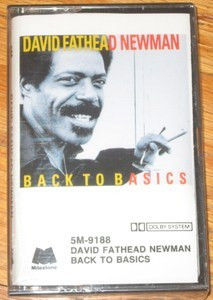 DAVID FATHEAD NEWMAN
BACK TO BASICS
DOLBY SYSTEM
5M-9188
DAVID FATHEAD NEWMAN
BACK TO BASICS
Milestone